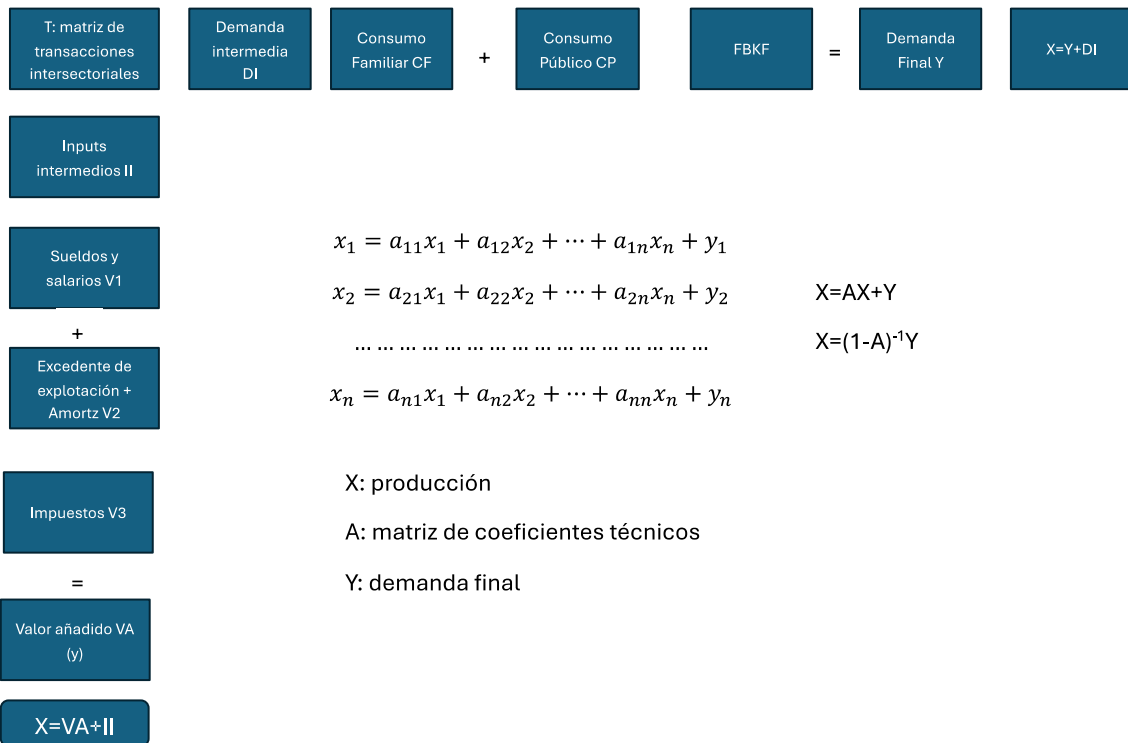 T: matriz de
transacciones
intersectoriales
Demanda
intermedia
DI
Consumo
Familiar CF
+
Consumo
Público CP
FBKF
=
Demanda
Final Y
X=Y+DI
Inputs
intermedios II
Sueldos y
salarios V1
+
Excedente de
explotación +
Amortz V2
Impuestos V3
=
Valor añadido VA
(y)
X=VA+II
x₁ = a₁₁x₁ + a₁₂x₂ + ⋯ + a₁ₙxₙ + y₁
x₂ = a₂₁x₁ + a₂₂x₂ + ⋯ + a₂ₙxₙ + y₂
… … … … … … … … … … … … … … … …
xₙ = aₙ₁x₁ + aₙ₂x₂ + ⋯ + aₙₙxₙ + yₙ
X=AX+Y
X=(1-A)⁻¹Y
X: producción
A: matriz de coeficientes técnicos
Y: demanda final